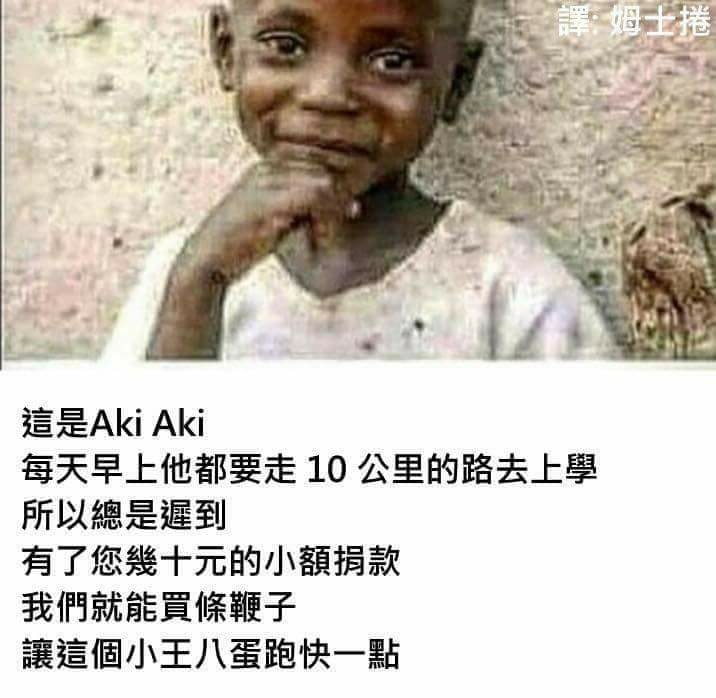 譯: 姆士捲
這是Aki Aki
每天早上他都要走 10 公里的路去上學
所以總是遲到
有了您幾十元的小額捐款
我們就能買條鞭子
讓這個小王八蛋跑快一點